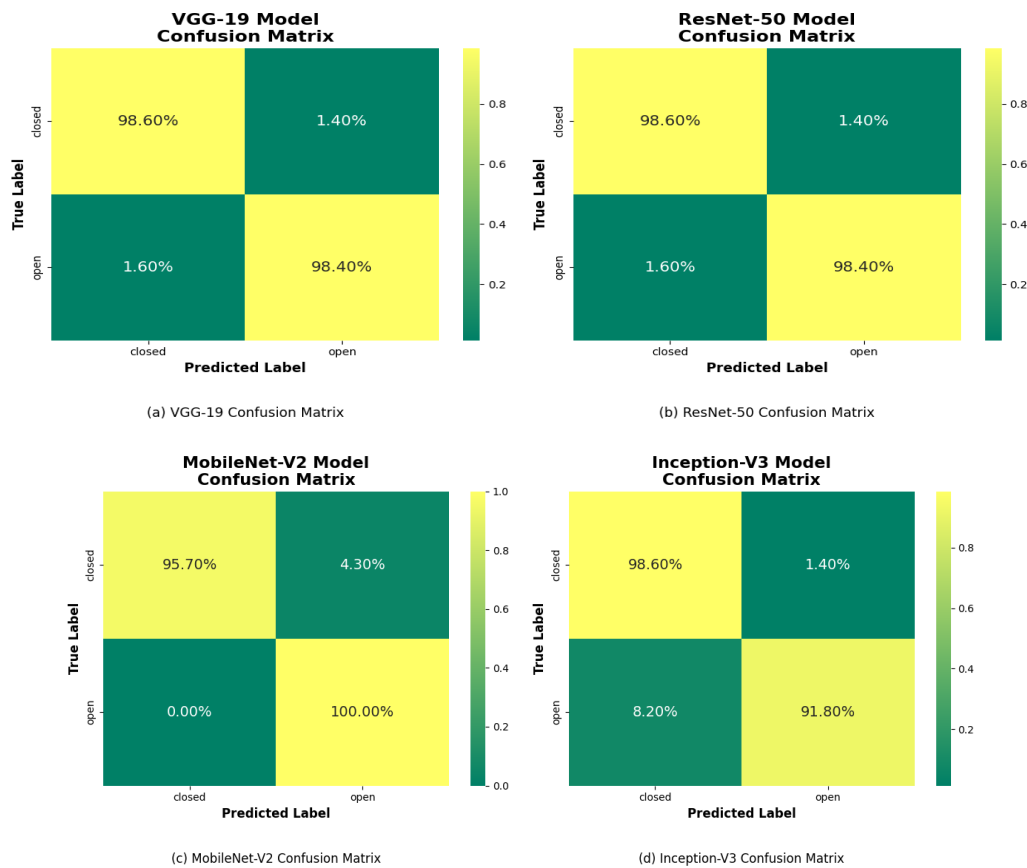 VGG-19 Model
Confusion Matrix
closed
98.60%
1.40%
0.8
0.6
True Label
0.4
open
1.60%
98.40%
0.2
closed
open
Predicted Label
(a) VGG-19 Confusion Matrix
ResNet-50 Model
Confusion Matrix
closed
98.60%
1.40%
0.8
0.6
True Label
0.4
open
1.60%
98.40%
0.2
closed
open
Predicted Label
(b) ResNet-50 Confusion Matrix
MobileNet-V2 Model
Confusion Matrix
1.0
closed
95.70%
4.30%
0.8
0.6
True Label
0.4
open
0.00%
100.00%
0.2
0.0
closed
open
Predicted Label
(c) MobileNet-V2 Confusion Matrix
Inception-V3 Model
Confusion Matrix
closed
98.60%
1.40%
0.8
0.6
True Label
0.4
open
8.20%
91.80%
0.2
closed
open
Predicted Label
(d) Inception-V3 Confusion Matrix